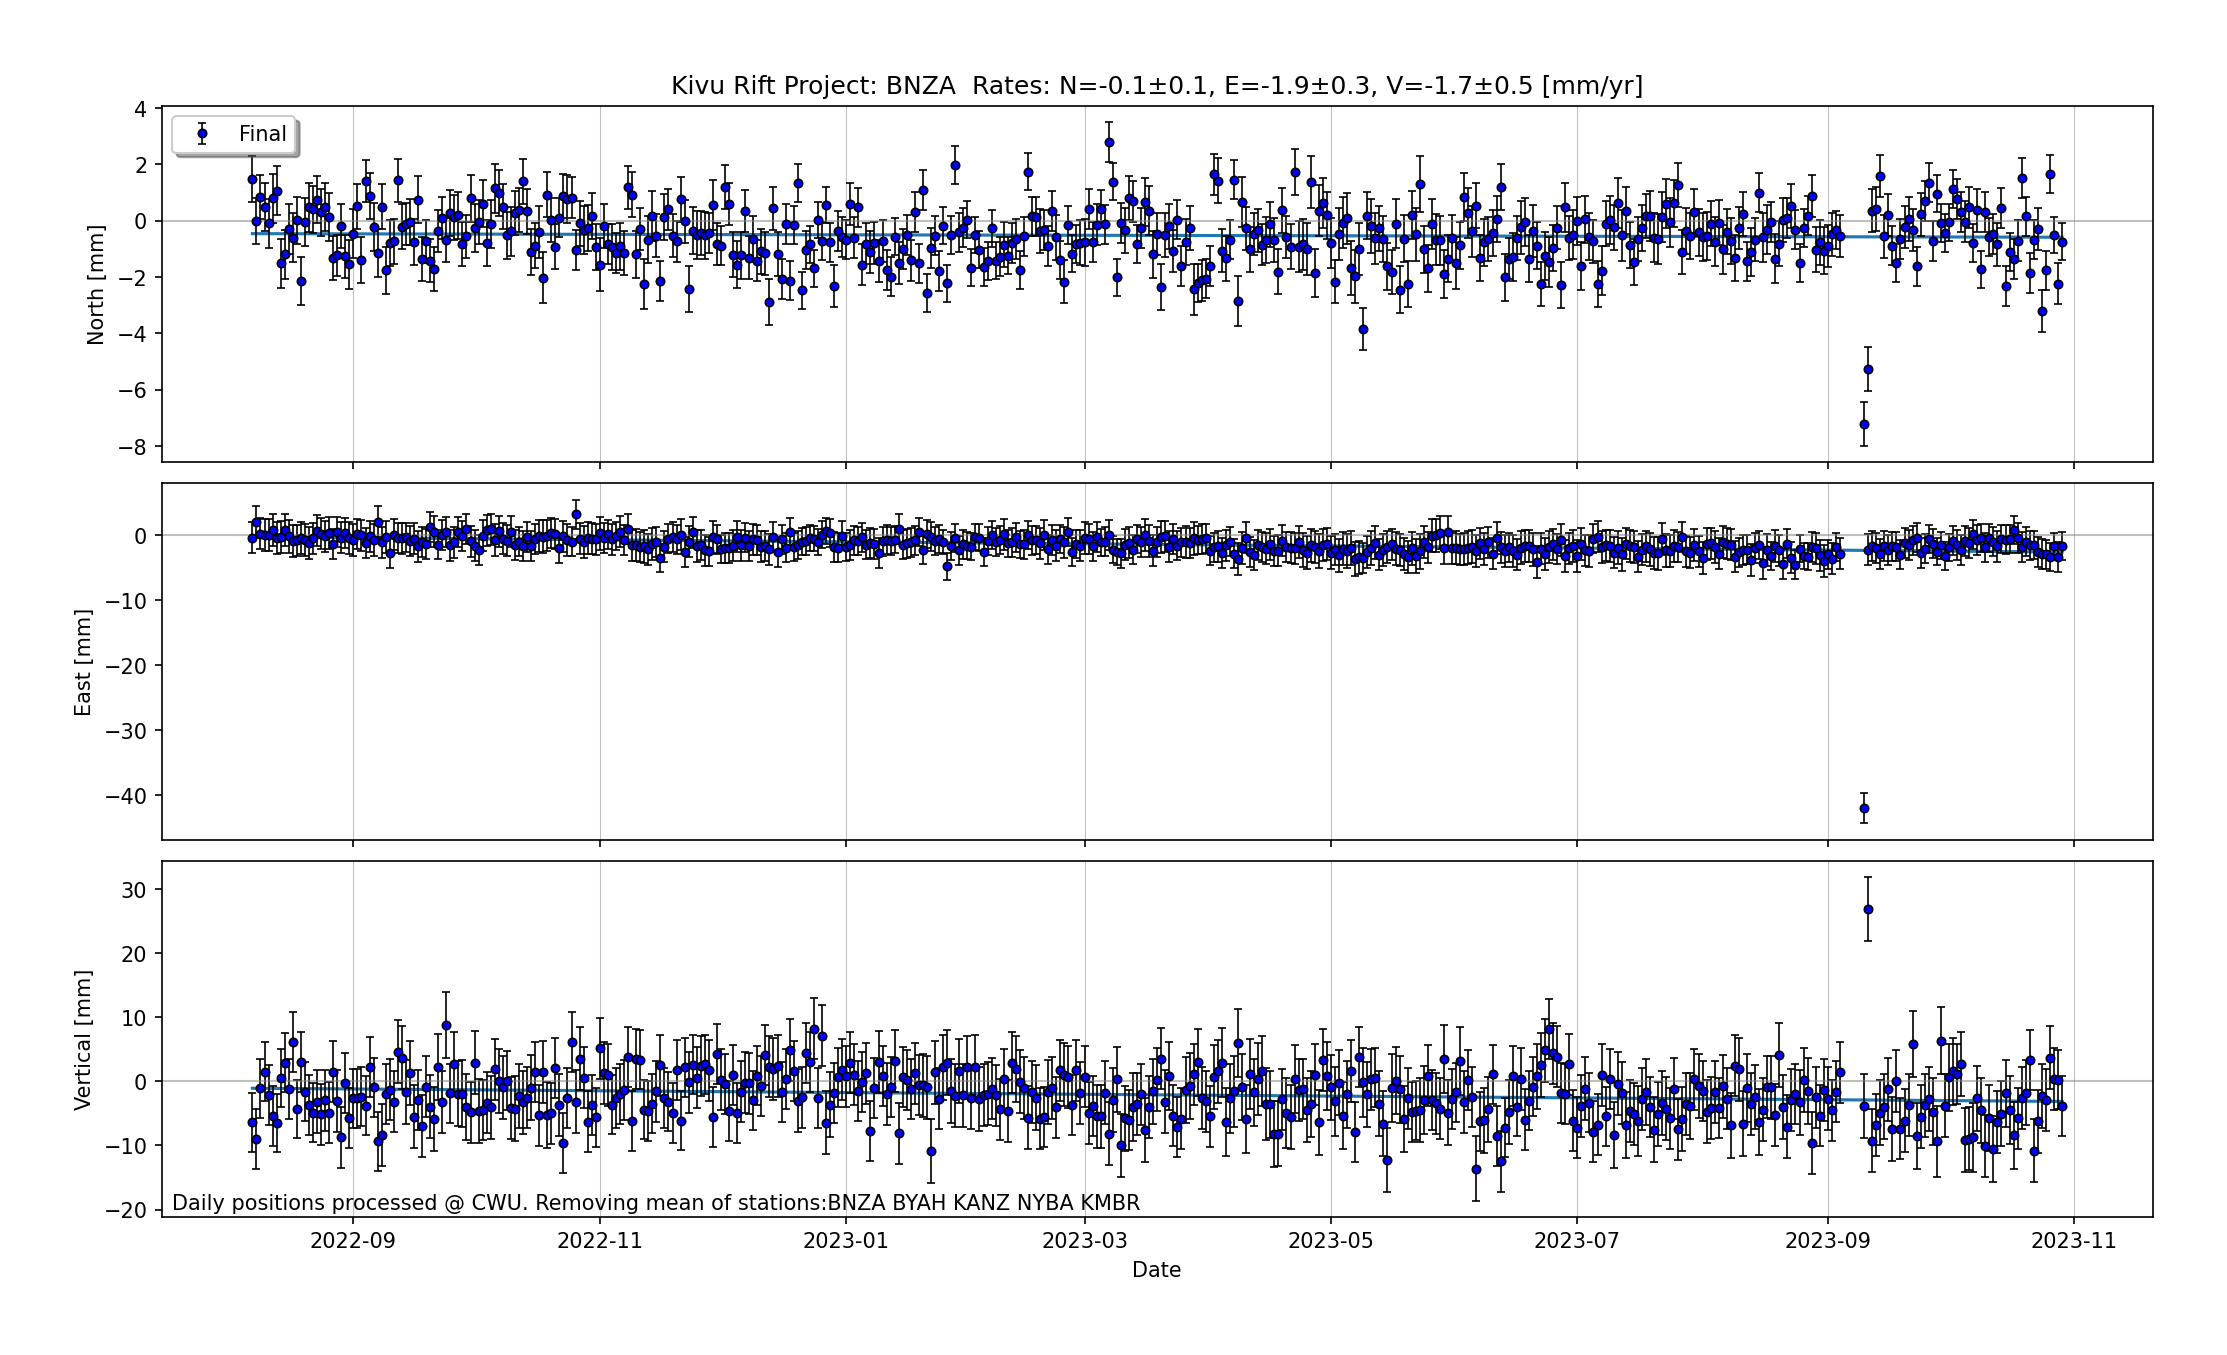 Kivu Rift Project: BNZA  Rates: N=-0.1±0.1, E=-1.9±0.3, V=-1.7±0.5 [mm/yr]
Final
North [mm]
4
2
0
−2
−4
−6
−8
East [mm]
0
−10
−20
−30
−40
Vertical [mm]
30
20
10
0
−10
−20
Daily positions processed @ CWU. Removing mean of stations:BNZA BYAH KANZ NYBA KMBR
2022-09 2022-11 2023-01 2023-03 2023-05 2023-07 2023-09 2023-11
Date